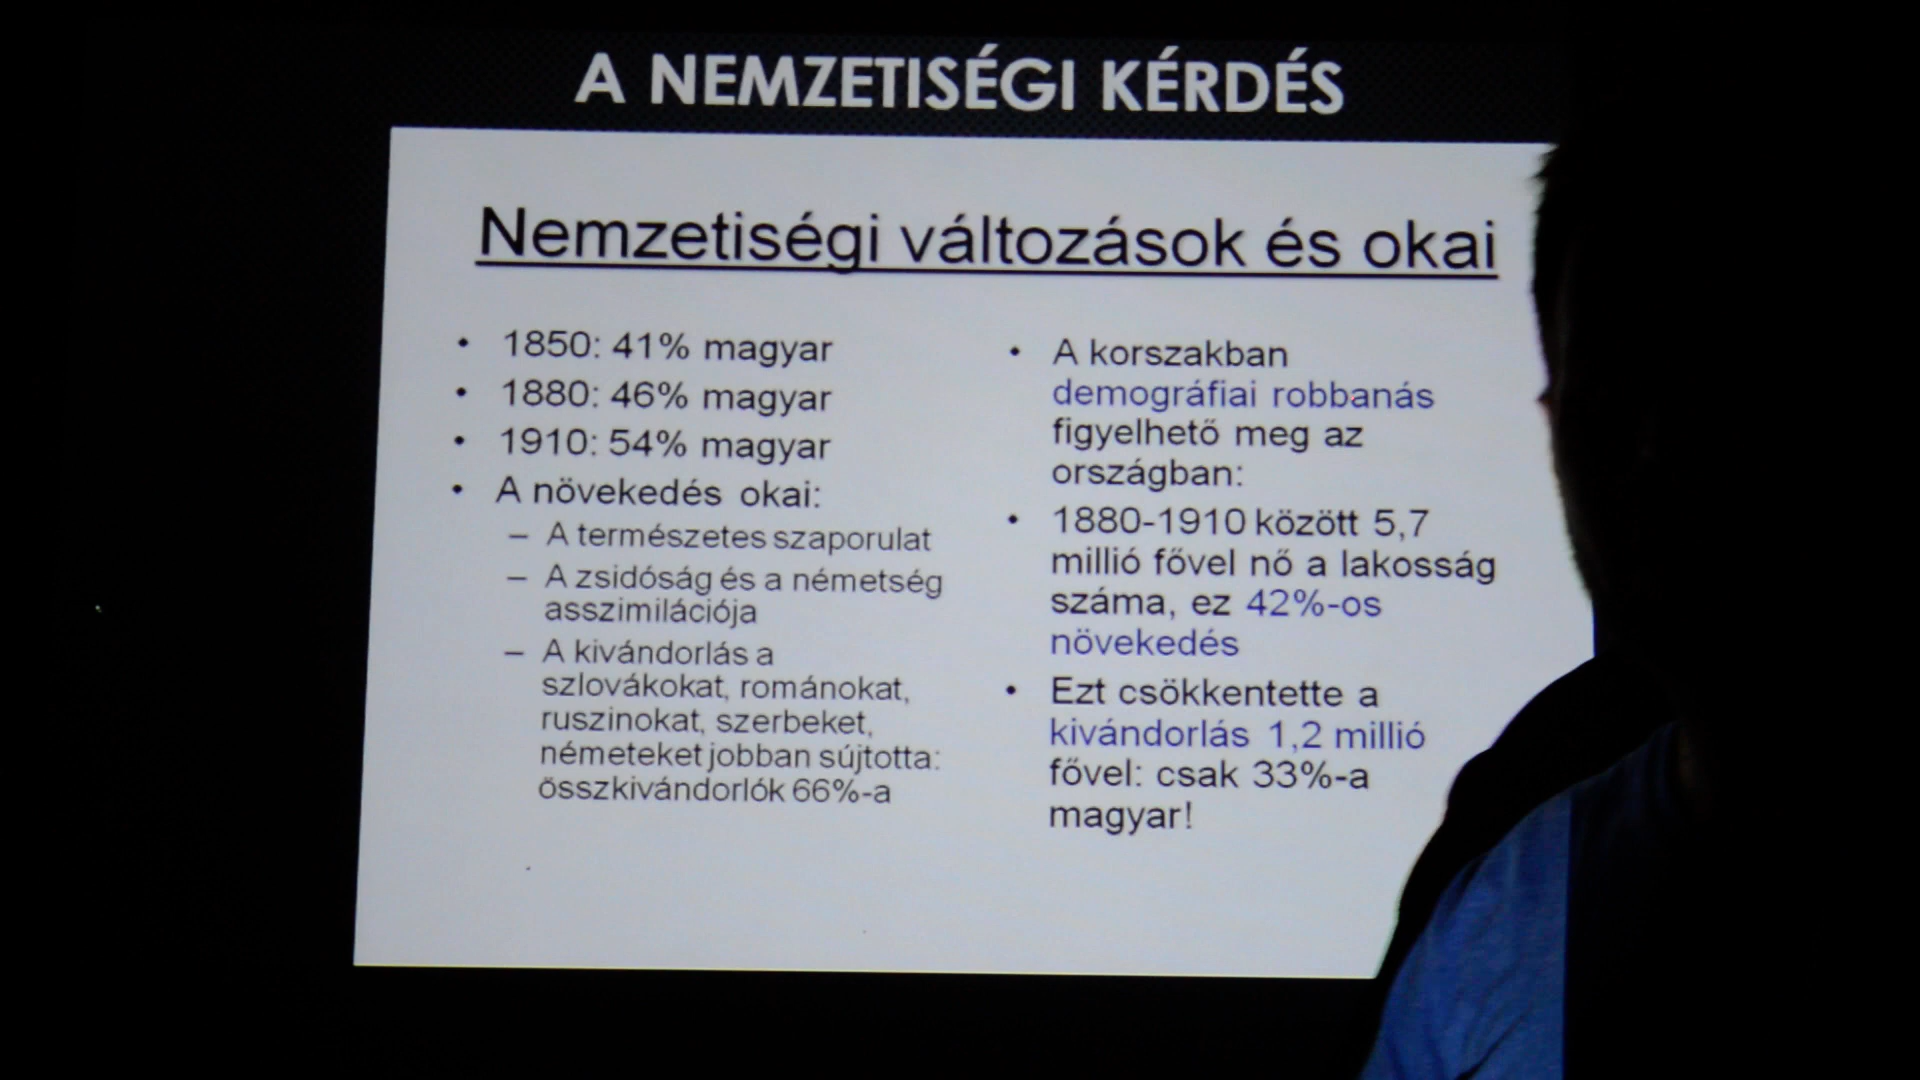 A NEMZETISÉGI KÉRDÉS
Nemzetiségi változások és okai
• 1850: 41% magyar
• 1880: 46% magyar
• 1910: 54% magyar
• A növekedés okai:
– A természetes szaporulat
– A zsidóság és a németség
asszimilációja
– A kivándorlás a
szlovákokat, románokat,
ruszinokat, szerbeket,
németeket jobban sújtotta:
összkivándorlók 66%-a
• A korszakban
demográfiai robbanás
figyelhető meg az
országban:
• 1880-1910 között 5,7
millió fővel nő a lakosság
száma, ez 42%-os
növekedés
• Ezt csökkentette a
kivándorlás 1,2 millió
fővel: csak 33%-a
magyar!